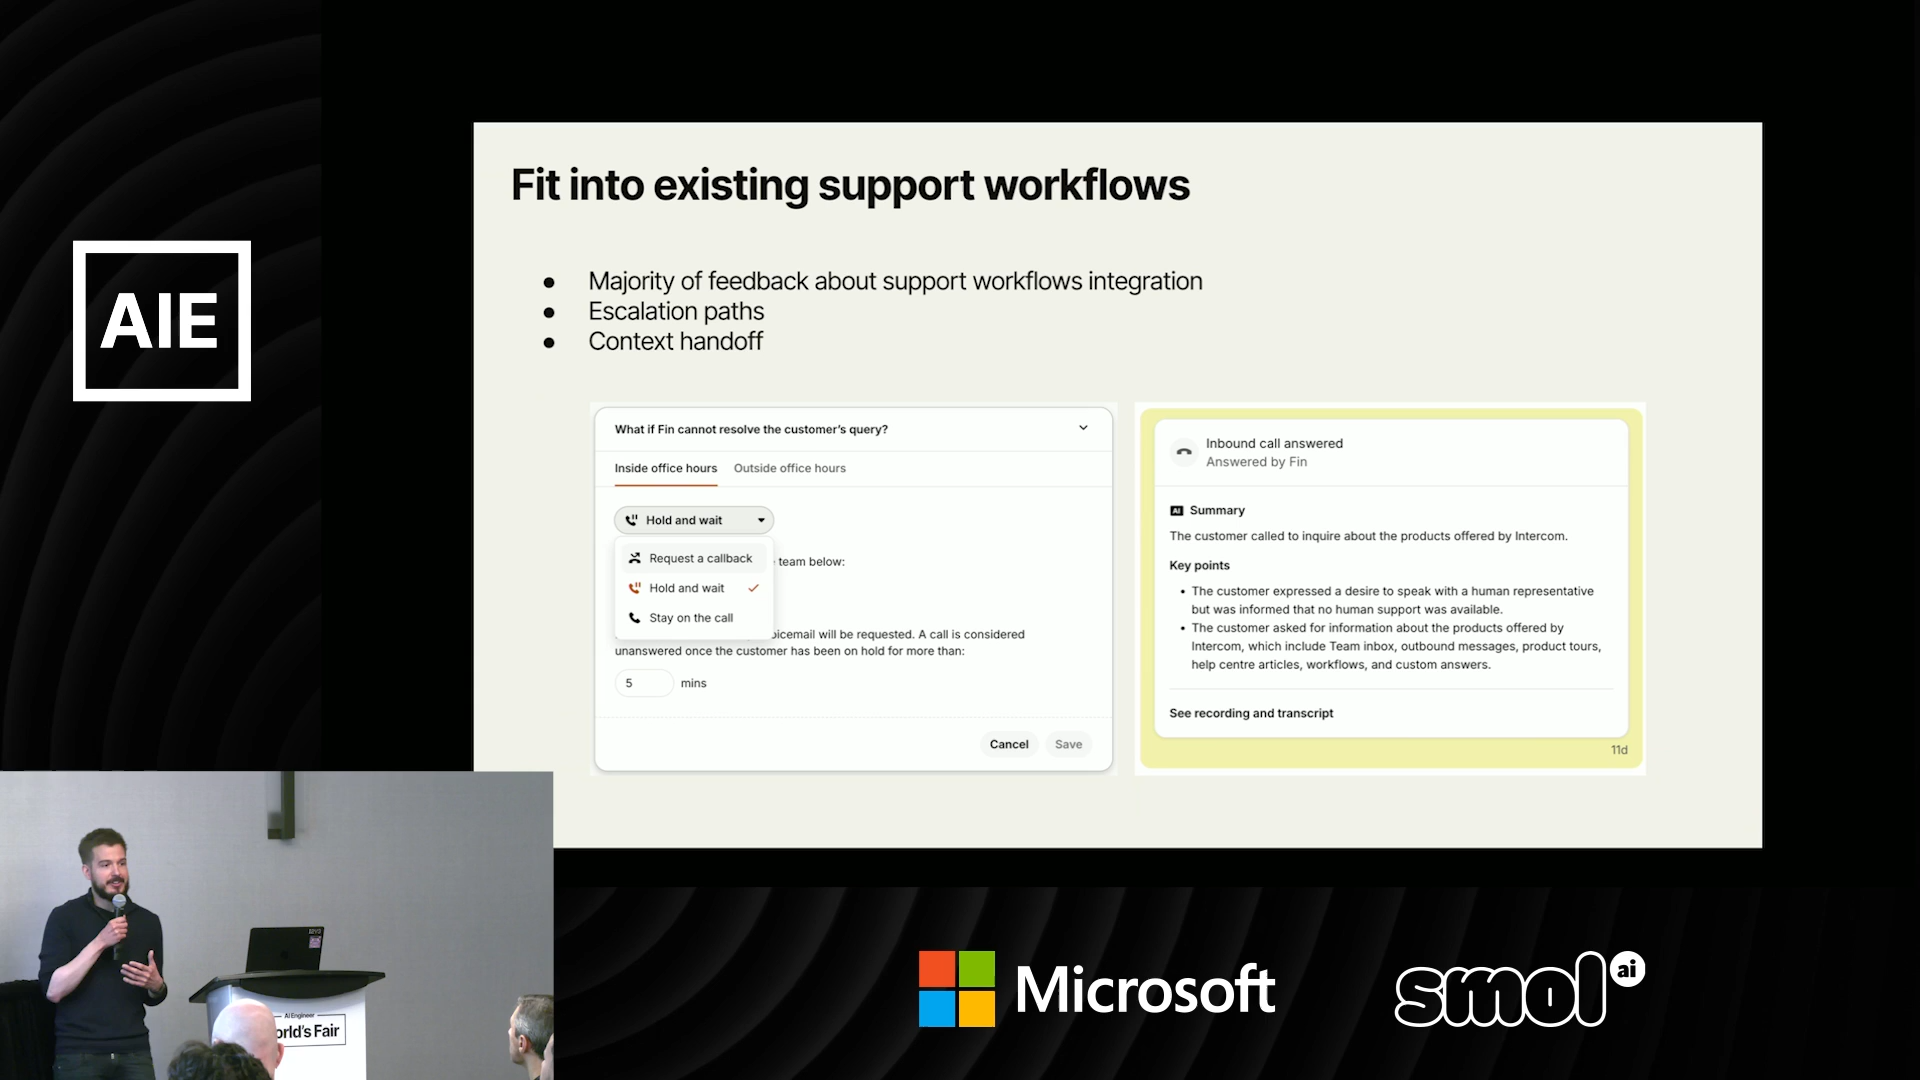 AIE
Fit into existing support workflows
● Majority of feedback about support workflows integration
● Escalation paths
● Context handoff
What if Fin cannot resolve the customer's query?
Inside office hours Outside office hours
Hold and wait
Request a callback
team below:
Hold and wait
Stay on the call
oicemail will be requested. A call is considered
unanswered once the customer has been on hold for more than:
5 mins
Cancel Save
Inbound call answered
Answered by Fin
AI Summary
The customer called to inquire about the products offered by Intercom.
Key points
• The customer expressed a desire to speak with a human representative
but was informed that no human support was available.
• The customer asked for information about the products offered by
Intercom, which include Team inbox, outbound messages, product tours,
help centre articles, workflows, and custom answers.
See recording and transcript
11d
AI Engineer
orld's Fair
Microsoft
smol ai